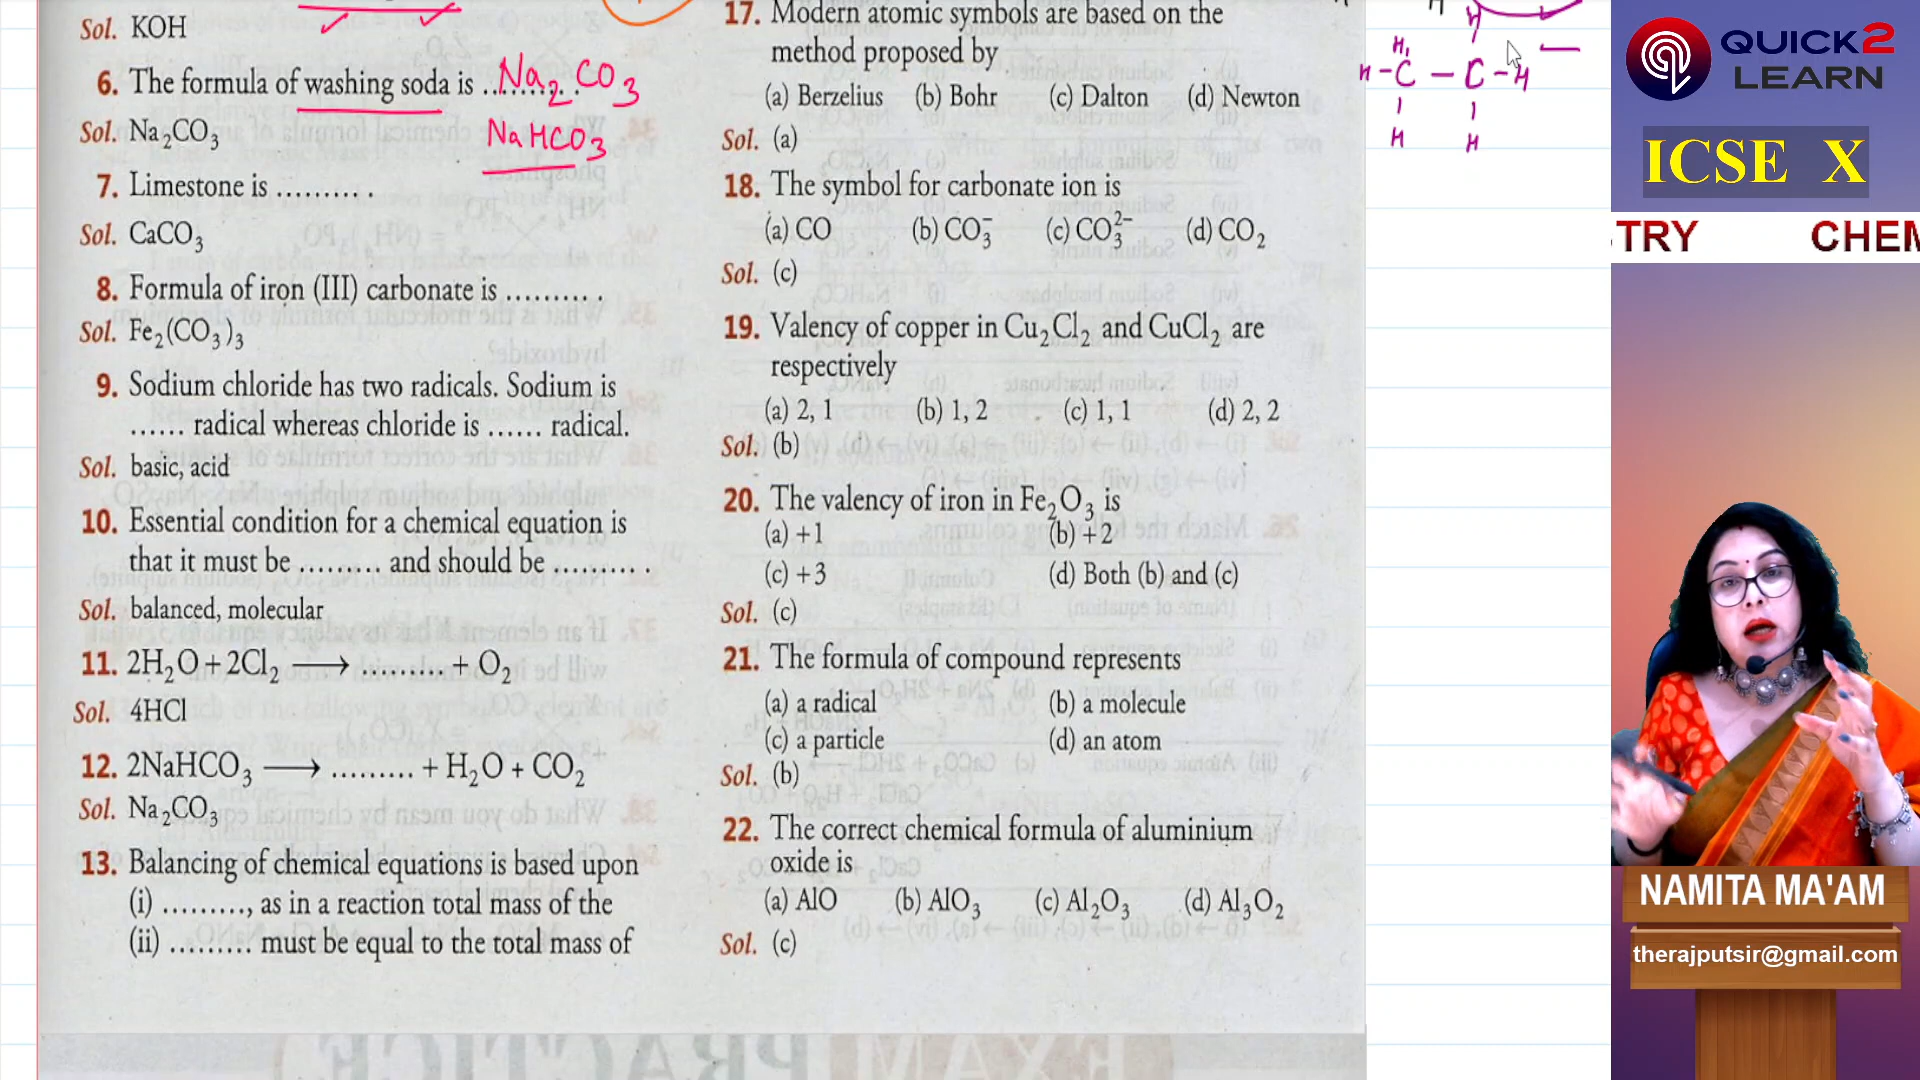 Sol. KOH
6. The formula of washing soda is ..........
Na2CO3
Sol. Na2CO3
NaHCO3
7. Limestone is ......... .
Sol. CaCO3
8. Formula of iron (III) carbonate is ......... .
Sol. Fe2(CO3)3
9. Sodium chloride has two radicals. Sodium is
...... radical whereas chloride is ...... radical.
Sol. basic, acid
10. Essential condition for a chemical equation is
that it must be ......... and should be ......... .
Sol. balanced, molecular
11. 2H2O + 2Cl2 ⟶ ......... + O2
Sol. 4HCl
12. 2NaHCO3 ⟶ ......... + H2O + CO2
Sol. Na2CO3
13. Balancing of chemical equations is based upon
(i) ........., as in a reaction total mass of the
(ii) ......... must be equal to the total mass of
17. Modern atomic symbols are based on the
method proposed by
(a) Berzelius (b) Bohr (c) Dalton (d) Newton
Sol. (a)
18. The symbol for carbonate ion is
(a) CO (b) CO3⁻ (c) CO3²⁻ (d) CO2
Sol. (c)
19. Valency of copper in Cu2Cl2 and CuCl2 are
respectively
(a) 2, 1 (b) 1, 2 (c) 1, 1 (d) 2, 2
Sol. (b)
20. The valency of iron in Fe2O3 is
(a) +1 (b) +2
(c) +3 (d) Both (b) and (c)
Sol. (c)
21. The formula of compound represents
(a) a radical (b) a molecule
(c) a particle (d) an atom
Sol. (b)
22. The correct chemical formula of aluminium
oxide is
(a) AlO (b) AlO3 (c) Al2O3 (d) Al3O2
Sol. (c)
H H
H - C - C - H
H H
QUICK2
LEARN
ICSE X
TRY CHEM
NAMITA MA'AM
therajputsir@gmail.com